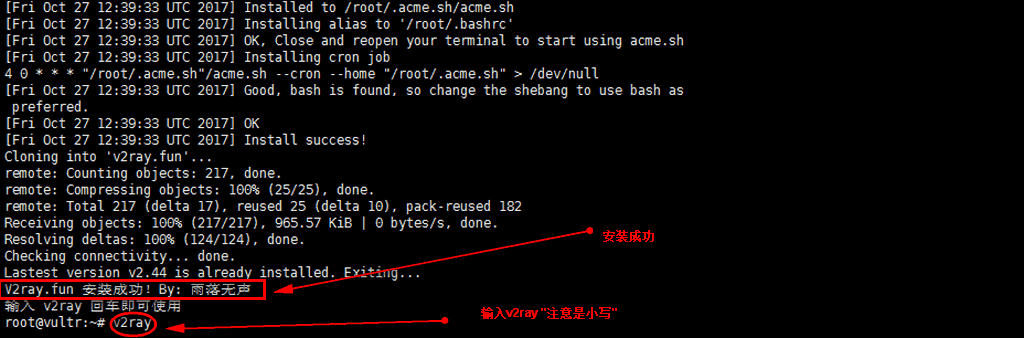 [Fri Oct 27 12:39:33 UTC 2017] Installed to /root/.acme.sh/acme.sh
[Fri Oct 27 12:39:33 UTC 2017] Installing alias to '/root/.bashrc'
[Fri Oct 27 12:39:33 UTC 2017] OK, Close and reopen your terminal to start using acme.sh
[Fri Oct 27 12:39:33 UTC 2017] Installing cron job
4 0 * * * "/root/.acme.sh"/acme.sh --cron --home "/root/.acme.sh" > /dev/null
[Fri Oct 27 12:39:33 UTC 2017] Good, bash is found, so change the shebang to use bash as
preferred.
[Fri Oct 27 12:39:33 UTC 2017] OK
[Fri Oct 27 12:39:33 UTC 2017] Install success!
Cloning into 'v2ray.fun'...
remote: Counting objects: 217, done.
remote: Compressing objects: 100% (25/25), done.
remote: Total 217 (delta 17), reused 25 (delta 10), pack-reused 182
Receiving objects: 100% (217/217), 965.57 KiB | 0 bytes/s, done.
Resolving deltas: 100% (124/124), done.
安装成功
Checking connectivity... done.
Lastest version v2.44 is already installed. Exiting...
V2ray.fun 安装成功! By: 雨落无声
输入 v2ray 回车即可使用
输入v2ray "注意是小写"
root@vultr:~# v2ray